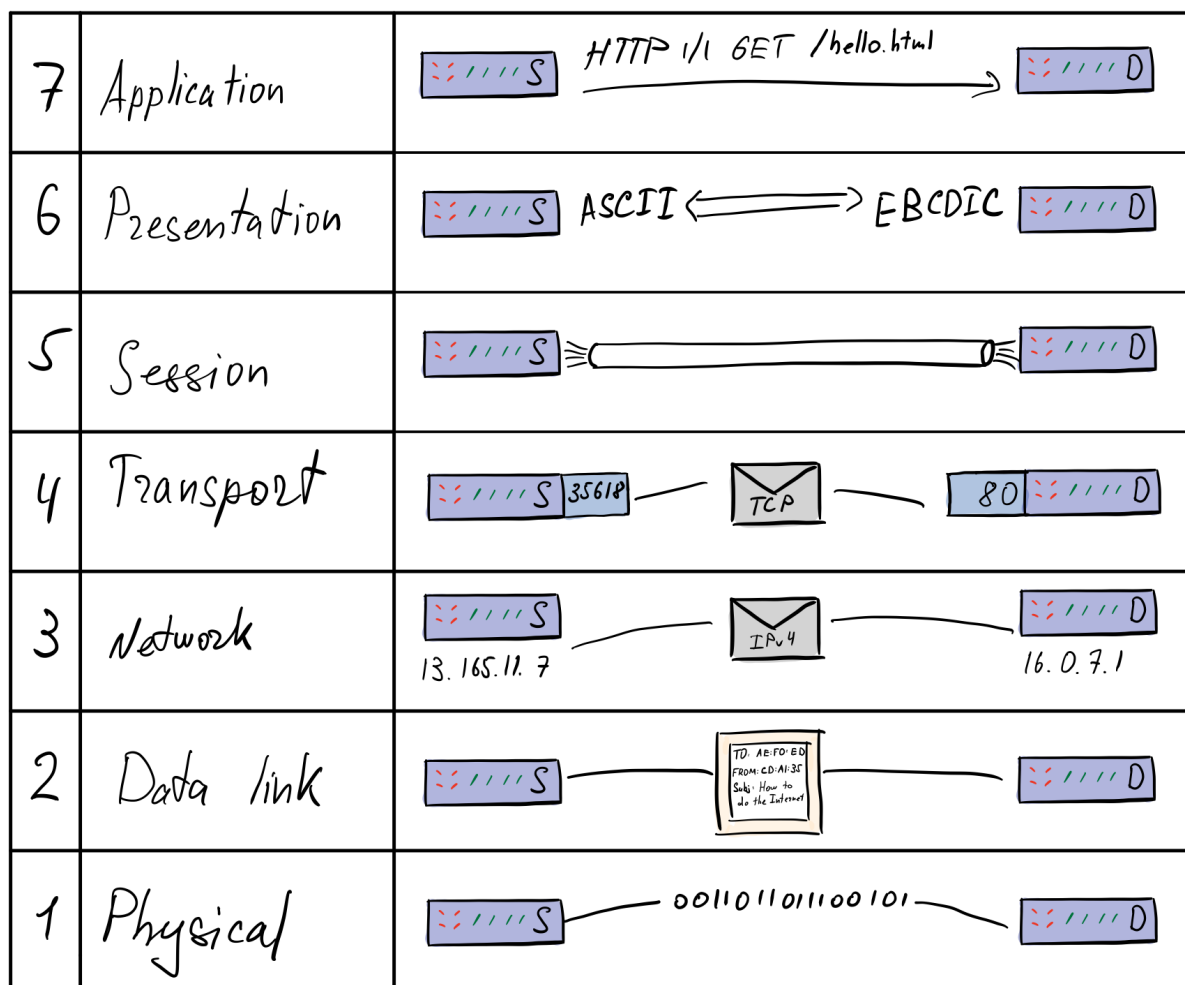 7 Application S HTTP 1/1 GET /hello.html D
6 Presentation S ASCII EBCDIC D
5 Session S D
4 Transport S 35618 TCP 80 D
3 Network S IPv4 D
13.165.11.7 16.0.7.1
2 Data link S D
TO: AE:FO:ED
FROM: CD:A1:35
Subj: How to
do the Internet
1 Physical S 0011011011100101 D